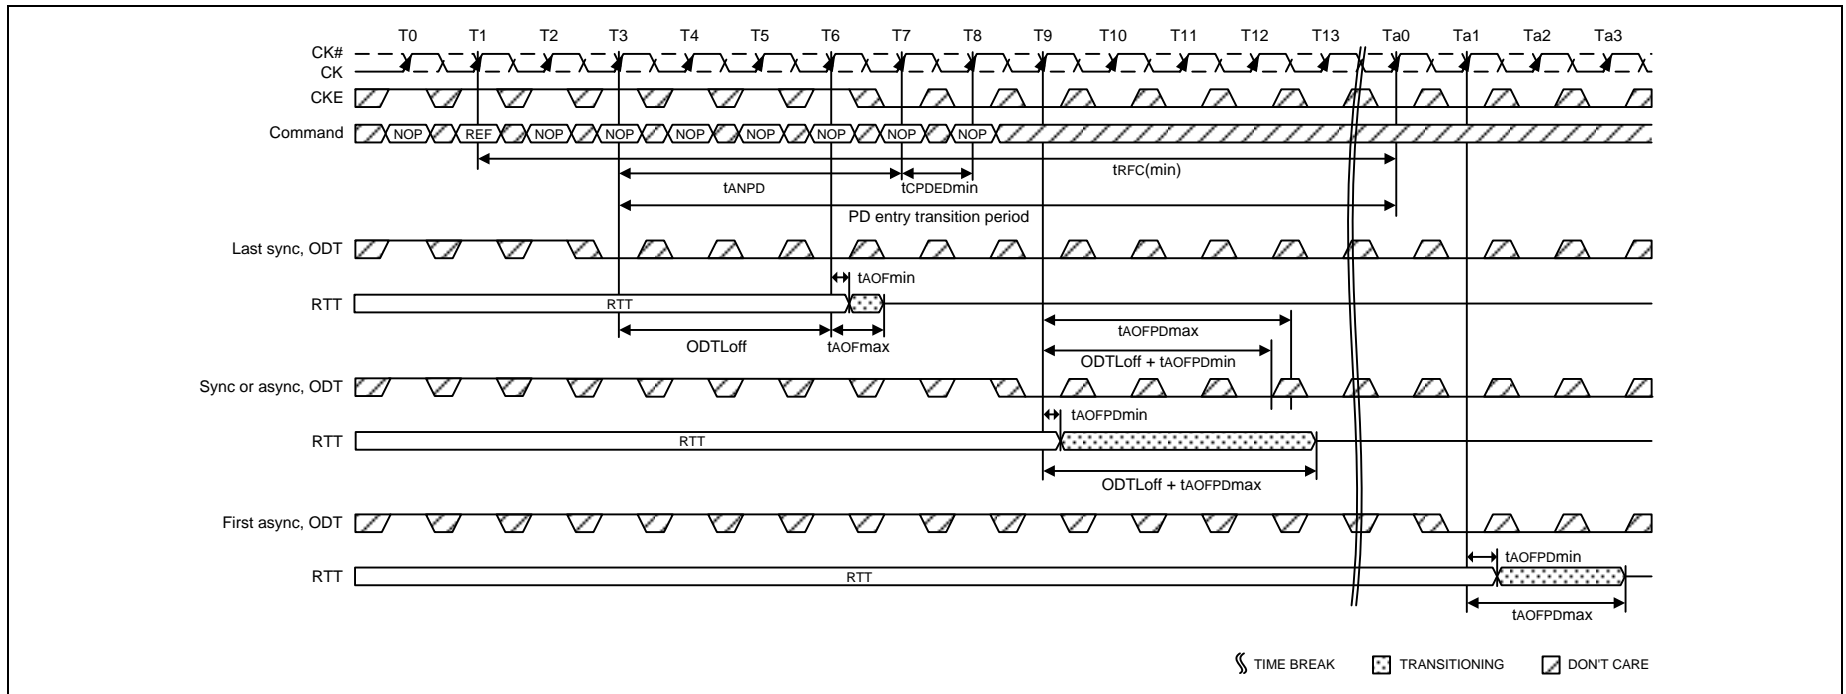 T0 T1 T2 T3 T4 T5 T6 T7 T8 T9 T10 T11 T12 T13 Ta0 Ta1 Ta2 Ta3
CK#
CK
CKE
Command NOP REF NOP NOP NOP NOP NOP NOP NOP
tRFC(min)
tANPD tCPDEDmin
PD entry transition period
Last sync, ODT
tAOFmin
RTT RTT
ODTLoff tAOFmax
tAOFPDmax
ODTLoff + tAOFPDmin
Sync or async, ODT
tAOFPDmin
RTT RTT
ODTLoff + tAOFPDmax
First async, ODT
tAOFPDmin
RTT RTT
tAOFPDmax
TIME BREAK TRANSITIONING DON'T CARE